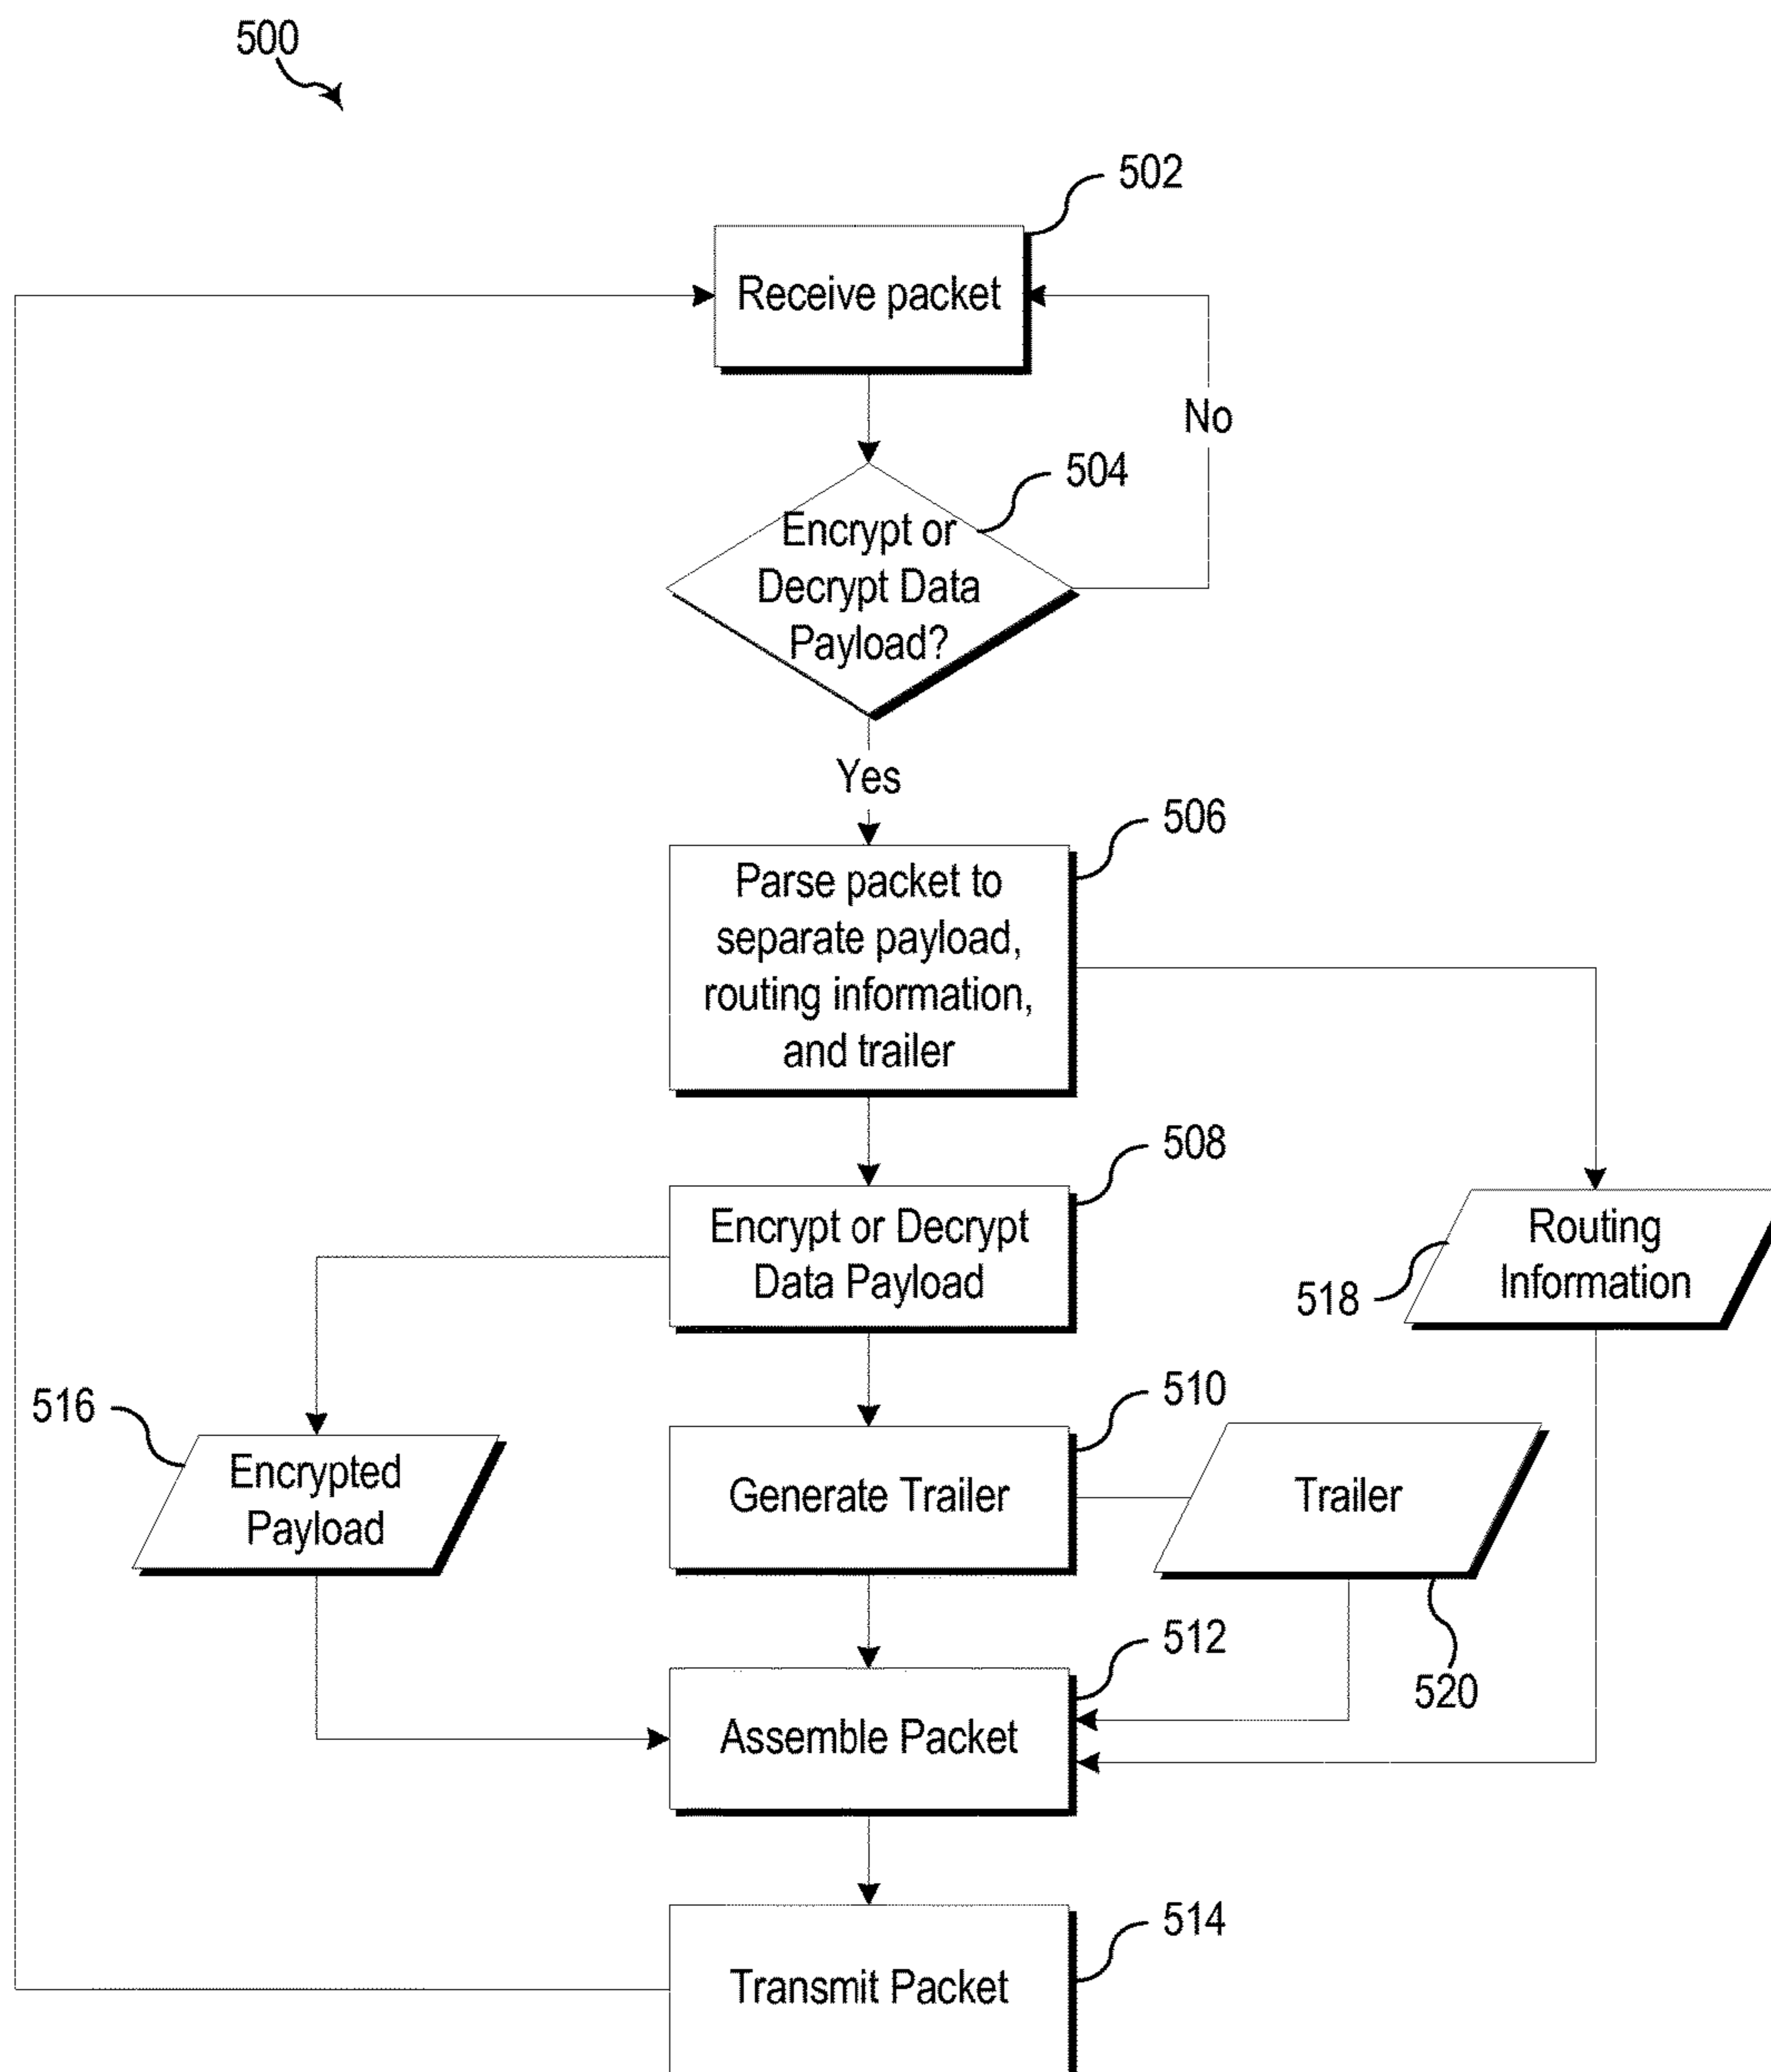 500
502
Receive packet
No
504
Encrypt or
Decrypt Data
Payload?
Yes
506
Parse packet to
separate payload,
routing information,
and trailer
508
Encrypt or Decrypt
Data Payload
Routing
Information
518
510
516
Encrypted
Payload
Generate Trailer
Trailer
512
520
Assemble Packet
514
Transmit Packet